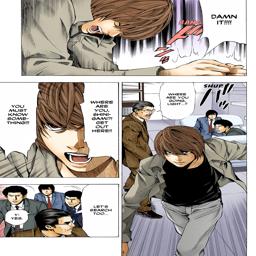 DAMN
IT!!!!
SHUP
WHERE
ARE YOU
GOING,
LIGHT...?
WHERE
ARE YOU,
SHINI-
GAMI?!
GET
OUT
HERE!!
YOU
MUST
KNOW
SOME-
THING!!
LET'S
SEARCH
TOO...
Y-
YES.